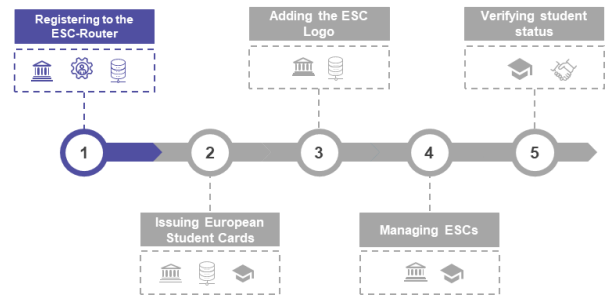 Registering to the
ESC-Router
Adding the ESC
Logo
Verifying student
status
1
2
3
4
5
Issuing European
Student Cards
Managing ESCs